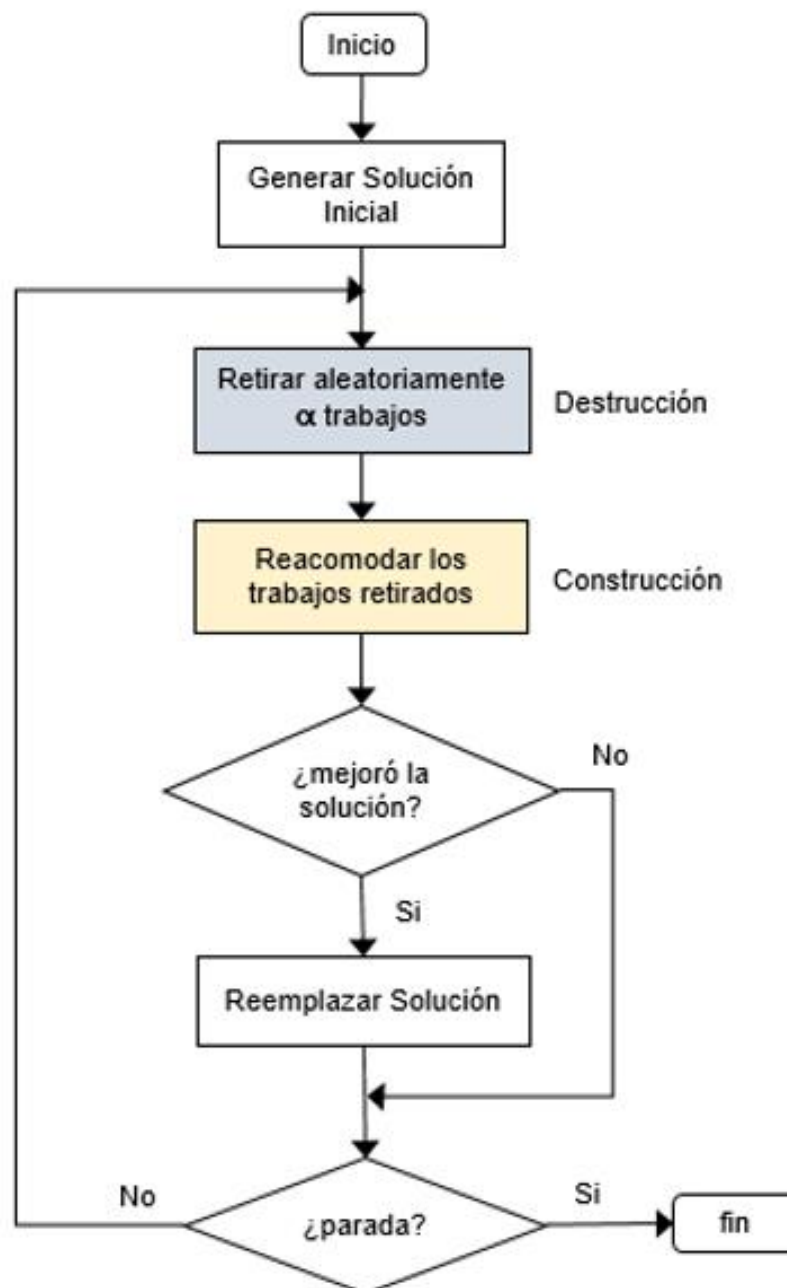 Inicio
Generar Solución
Inicial
Retirar aleatoriamente
α trabajos
Destrucción
Reacomodar los
trabajos retirados
Construcción
¿mejoró la
solución?
No
Si
Reemplazar Solución
No
¿parada?
Si
fin